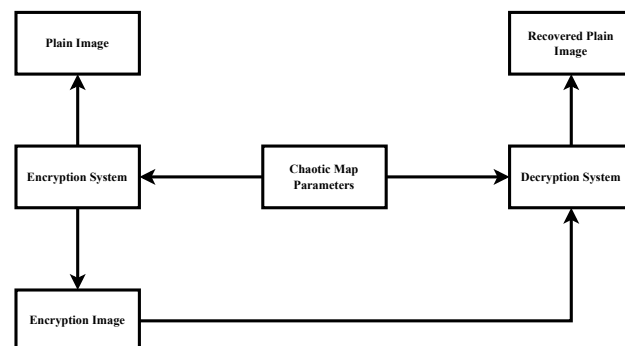 Plain Image
Recovered Plain
Image
Encryption System
Chaotic Map
Parameters
Decryption System
Encryption Image